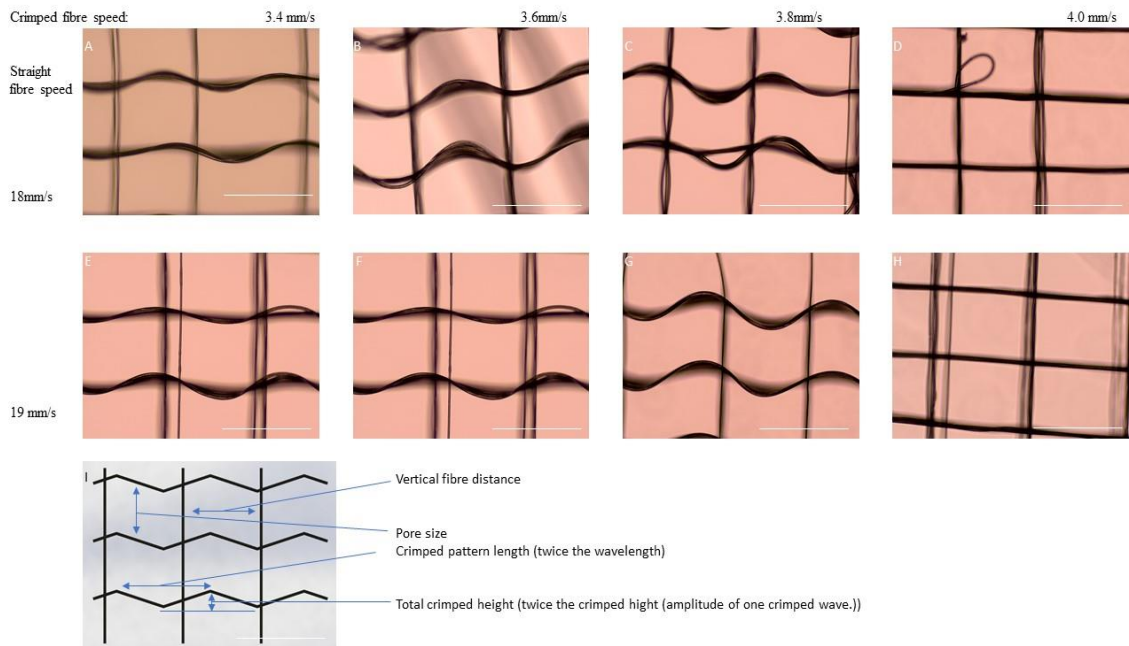 Crimped fibre speed: 3.4 mm/s 3.6mm/s 3.8mm/s 4.0 mm/s
A B C D
Straight
fibre speed
18mm/s
E F G H
19 mm/s
I
Vertical fibre distance
Pore size
Crimped pattern length (twice the wavelength)
Total crimped height (twice the crimped hight (amplitude of one crimped wave.))